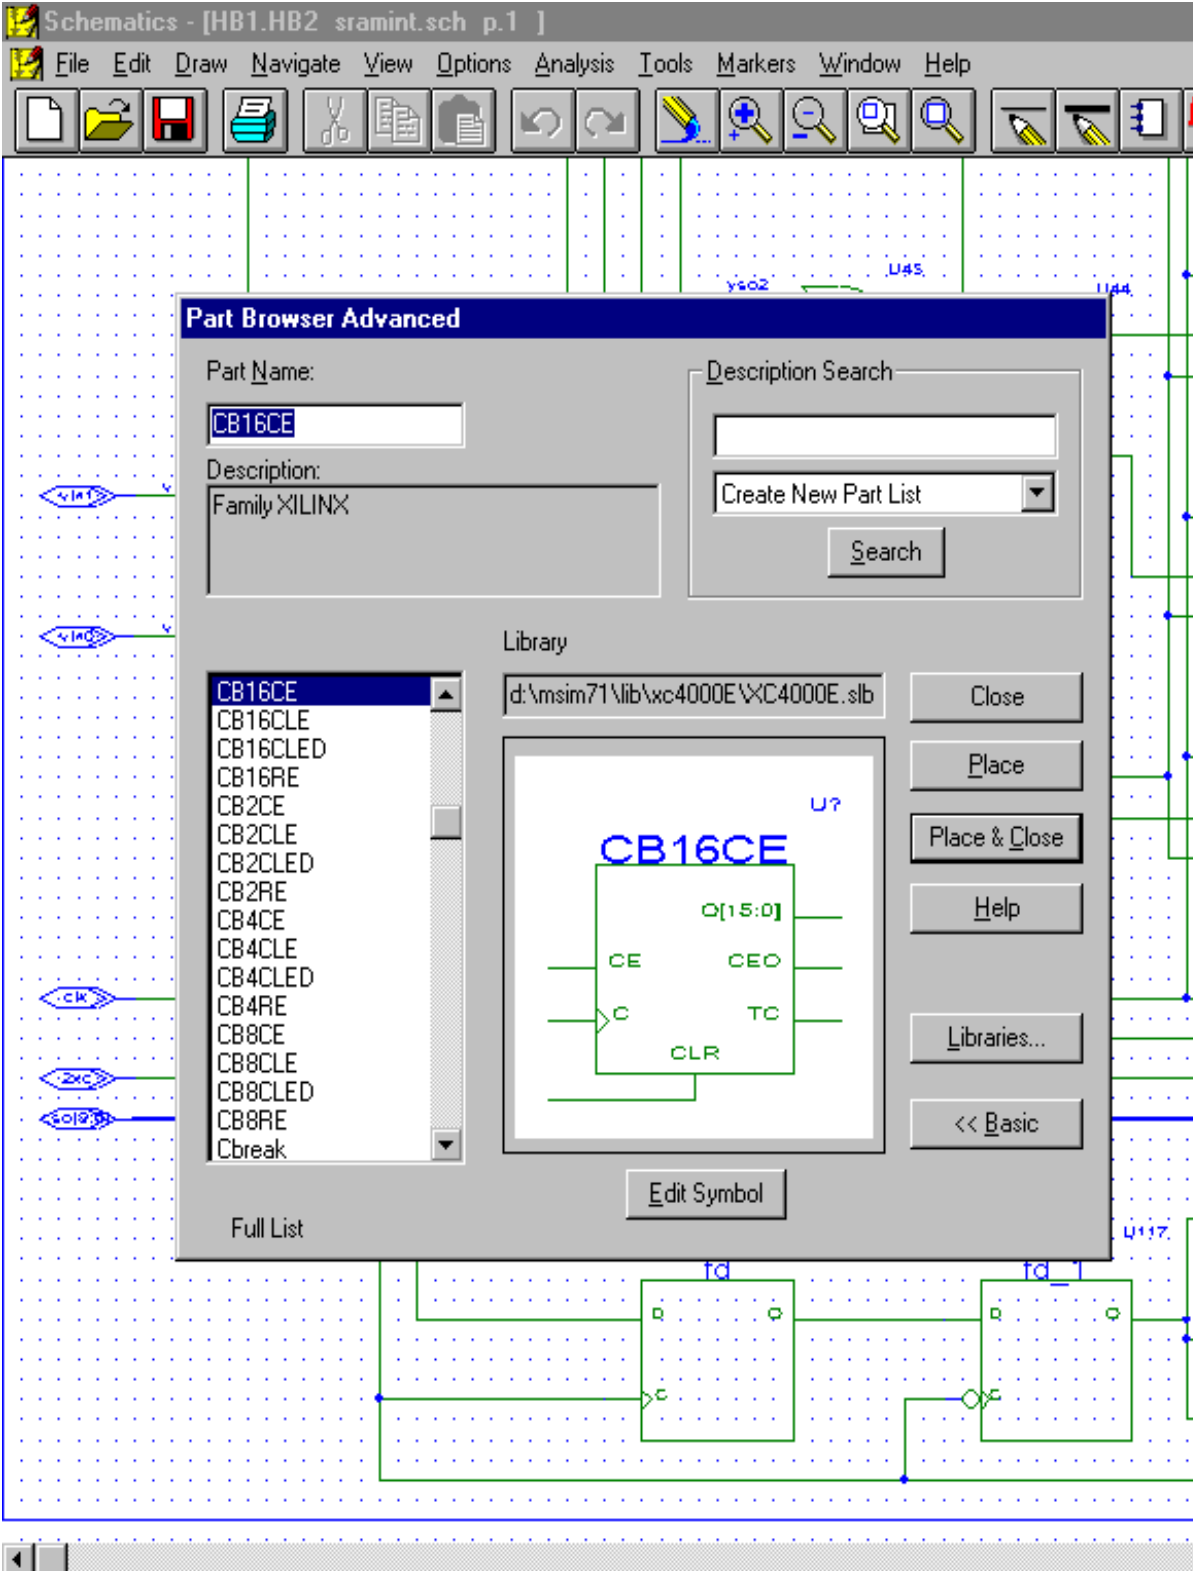 Schematics - [HB1.HB2 sramint.sch p.1 ]
File Edit Draw Navigate View Options Analysis Tools Markers Window Help
U45
yso2
U44
Part Browser Advanced
Part Name:
CB16CE
Description:
Family XILINX
Description Search
Create New Part List
Search
Library
d:\msim71\lib\xc4000E\XC4000E.slb
CB16CE
CB16CLE
CB16CLED
CB16RE
CB2CE
CB2CLE
CB2CLED
CB2RE
CB4CE
CB4CLE
CB4CLED
CB4RE
CB8CE
CB8CLE
CB8CLED
CB8RE
Cbreak
Full List
U?
CB16CE
Q[15:0]
CE CEO
C TC
CLR
Edit Symbol
Close
Place
Place & Close
Help
Libraries...
<< Basic
clk
2xc
U117
fd fd_1
D Q D Q
C C